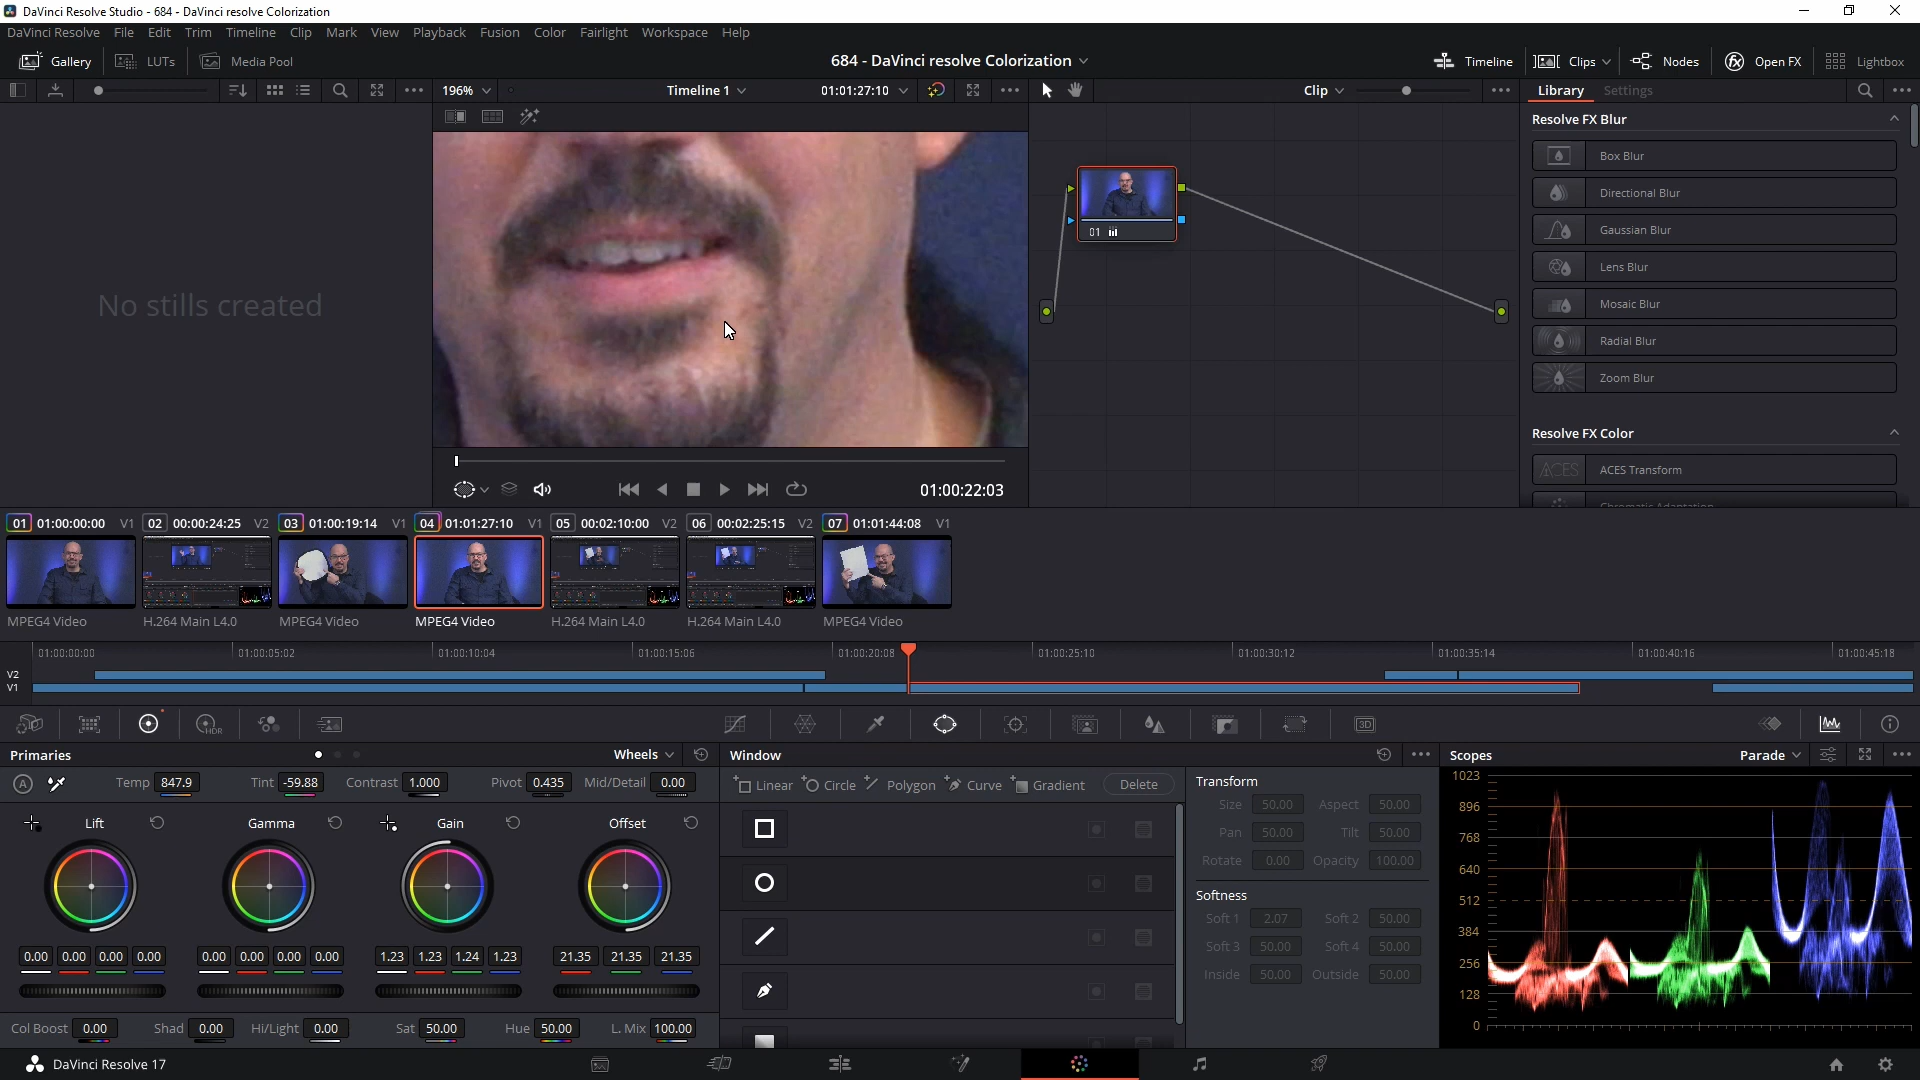 DaVinci Resolve Studio - 684 - DaVinci resolve Colorization
DaVinci Resolve File Edit Trim Timeline Clip Mark View Playback Fusion Color Fairlight Workspace Help
Gallery LUTs Media Pool 684 - DaVinci resolve Colorization Timeline Clips Nodes Open FX Lightbox
196% Timeline 1 01:01:27:10 Clip Library Settings
Resolve FX Blur
Box Blur
Directional Blur
Gaussian Blur
Lens Blur
Mosaic Blur
Radial Blur
Zoom Blur
Resolve FX Color
ACES ACES Transform
Chromatic Adaptation
No stills created
01
01:00:22:03
01 01:00:00:00 V1 02 00:00:24:25 V2 03 01:00:19:14 V1 04 01:01:27:10 V1 05 00:02:10:00 V2 06 00:02:25:15 V2 07 01:01:44:08 V1
MPEG4 Video H.264 Main L4.0 MPEG4 Video MPEG4 Video H.264 Main L4.0 H.264 Main L4.0 MPEG4 Video
01:00:00:00 01:00:05:02 01:00:10:04 01:00:15:06 01:00:20:08 01:00:25:10 01:00:30:12 01:00:35:14 01:00:40:16 01:00:45:18
V2
V1
HDR 3D
Primaries Wheels Window Scopes Parade
A Temp 847.9 Tint -59.88 Contrast 1.000 Pivot 0.435 Mid/Detail 0.00
Linear Circle Polygon Curve Gradient Delete
Lift Gamma Gain Offset
0.00 0.00 0.00 0.00 0.00 0.00 0.00 0.00 1.23 1.23 1.24 1.23 21.35 21.35 21.35
Col Boost 0.00 Shad 0.00 Hi/Light 0.00 Sat 50.00 Hue 50.00 L. Mix 100.00
Transform
Size 50.00 Aspect 50.00
Pan 50.00 Tilt 50.00
Rotate 0.00 Opacity 100.00
Softness
Soft 1 2.07 Soft 2 50.00
Soft 3 50.00 Soft 4 50.00
Inside 50.00 Outside 50.00
1023
896
768
640
512
384
256
128
0
DaVinci Resolve 17